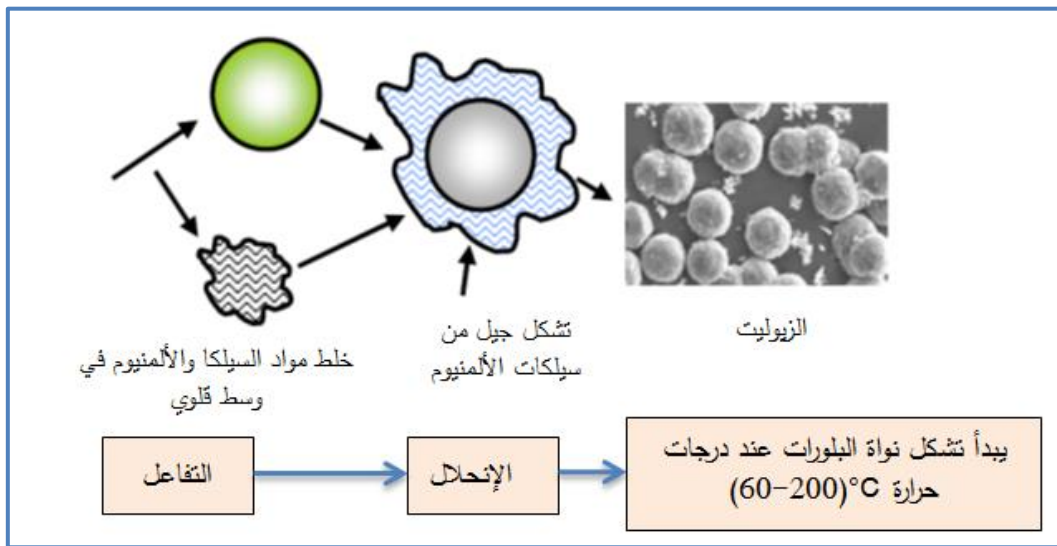 الزيوليت
تشكل جيل من
سيلكات الألمنيوم
خلط مواد السيلكا والألمنيوم في
وسط قلوي
التفاعل
الإنحلال
يبدأ تشكل نواة البلورات عند درجات
حرارة C°(60-200)